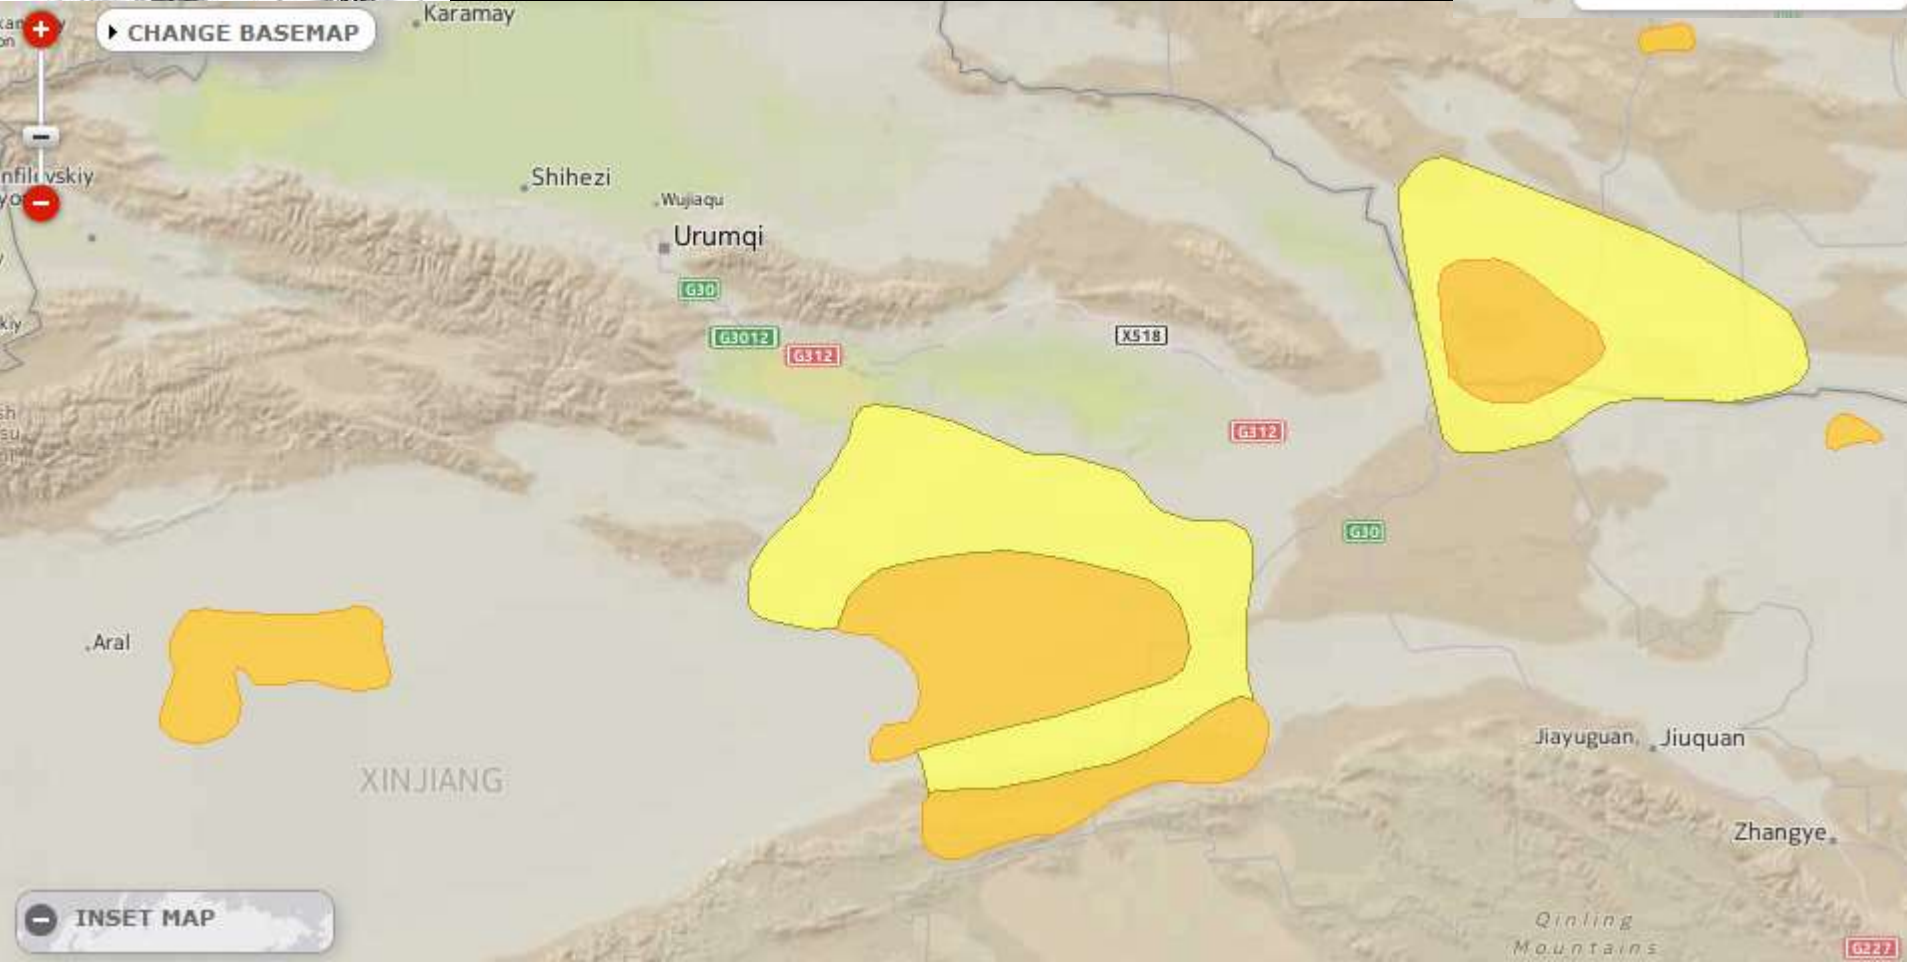 Karamay
CHANGE BASEMAP
Shihezi
Wujiaqu
Urumqi
G30
G3012
G312
X518
G312
G30
Aral
XINJIANG
Jiayuguan
Jiuquan
Zhangye
INSET MAP
Qinling
Mountains
G227